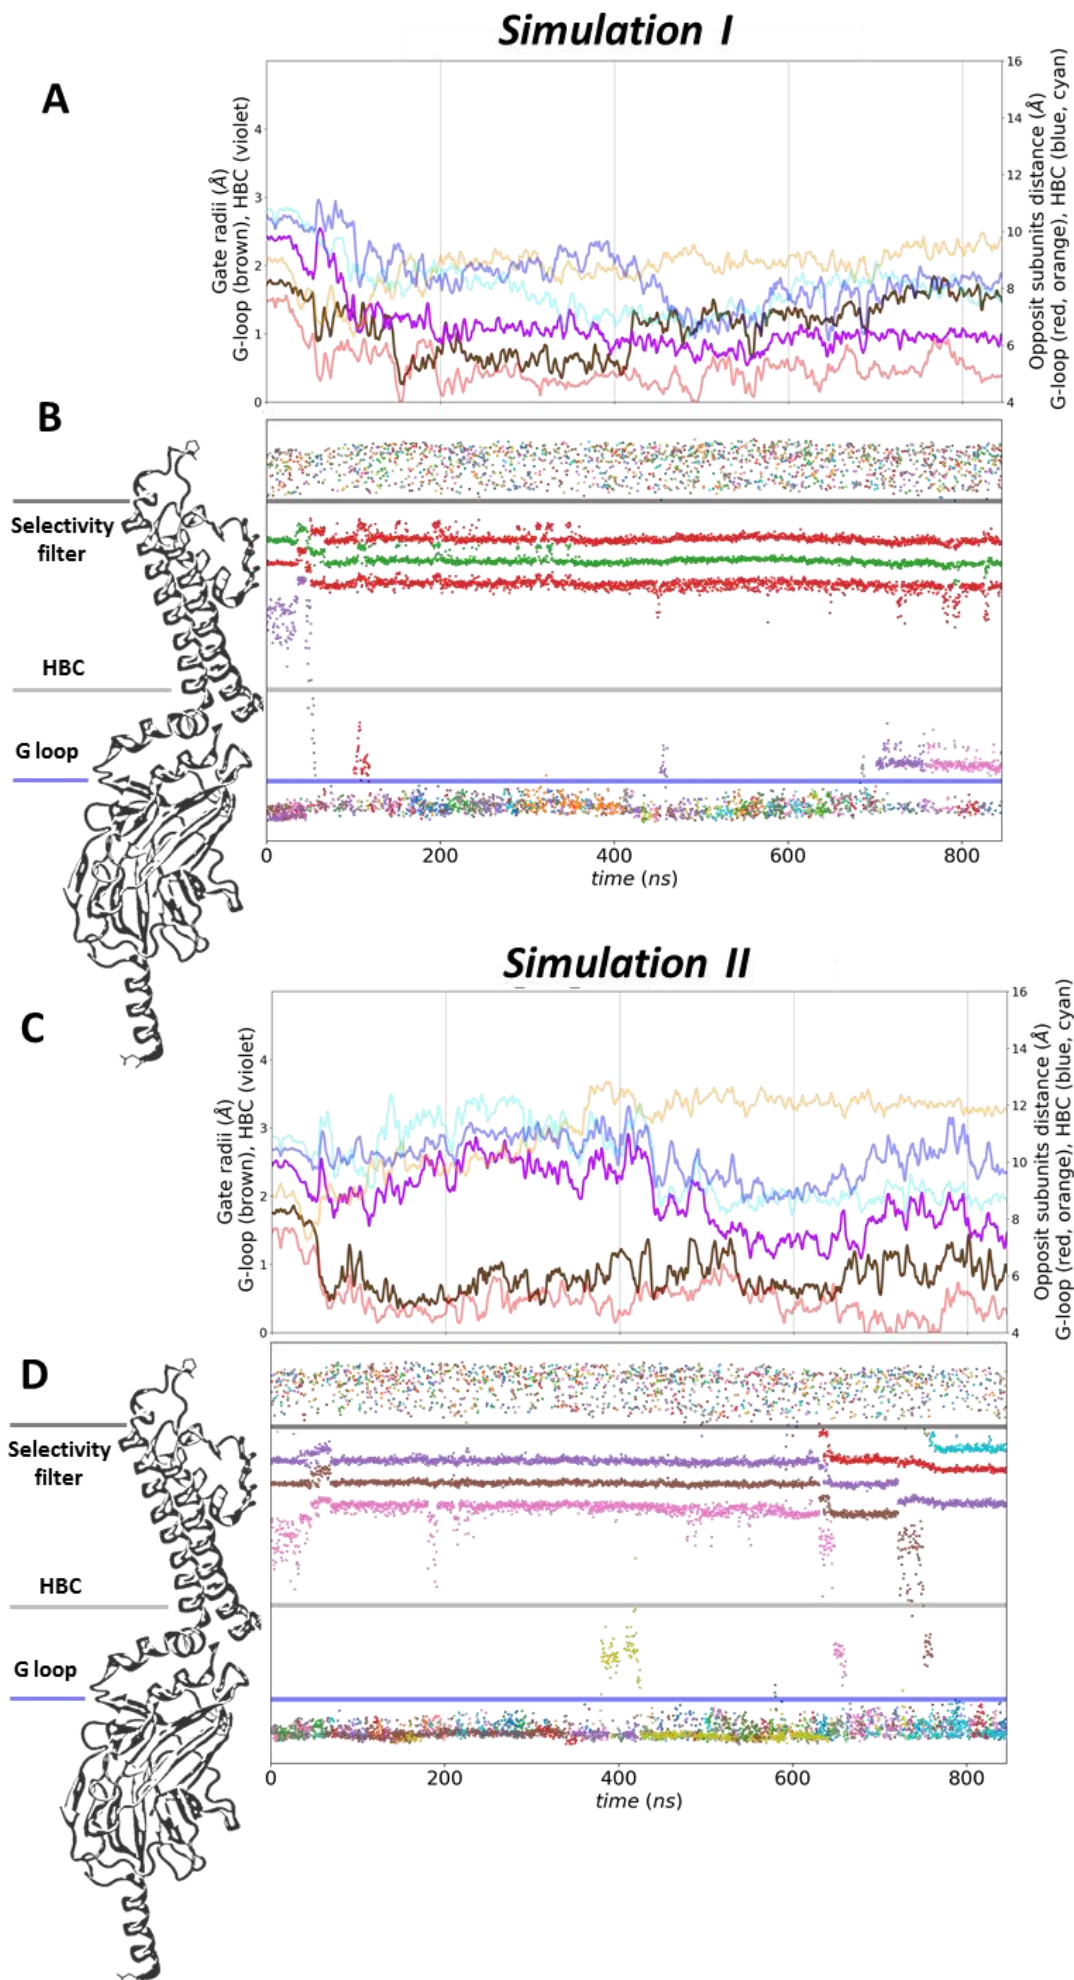 Simulation I
A
Gate radii (Å)
G-loop (brown), HBC (violet)
4
3
2
1
0
16
14
12
10
8
6
4
Opposit subunits distance (Å)
G-loop (red, orange), HBC (blue, cyan)
B
Selectivity
filter
HBC
G loop
0 200 400 600 800
time (ns)
Simulation II
C
Gate radii (Å)
G-loop (brown), HBC (violet)
4
3
2
1
0
16
14
12
10
8
6
4
Opposit subunits distance (Å)
G-loop (red, orange), HBC (blue, cyan)
D
Selectivity
filter
HBC
G loop
0 200 400 600 800
time (ns)